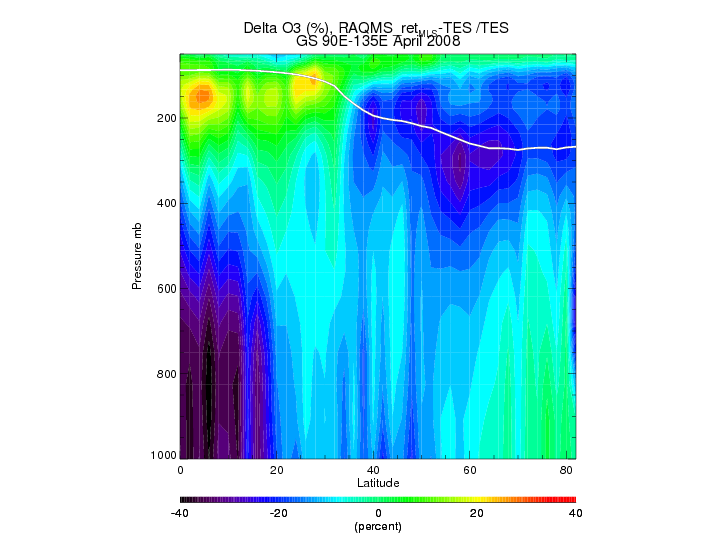 Delta O3 (%), RAQMS_ret_MLS-TES /TES
GS 90E-135E April 2008
200
400
600
800
1000
Pressure mb
0 20 40 60 80
Latitude
-40 -20 0 20 40
(percent)